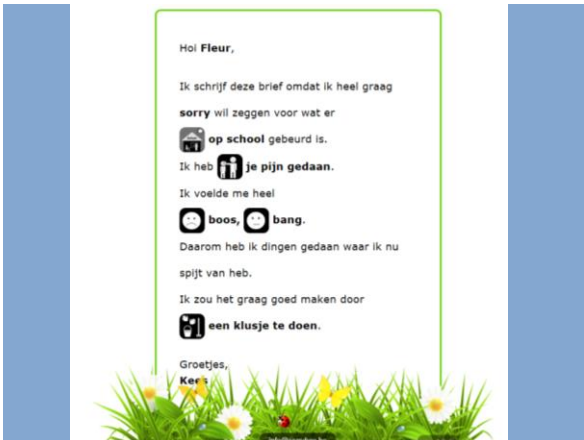 Hoi Fleur,
Ik schrijf deze brief omdat ik heel graag
sorry wil zeggen voor wat er
op school gebeurd is.
Ik heb je pijn gedaan.
Ik voelde me heel
boos, bang.
Daarom heb ik dingen gedaan waar ik nu
spijt van heb.
Ik zou het graag goed maken door
een klusje te doen.
Groetjes,
Kees